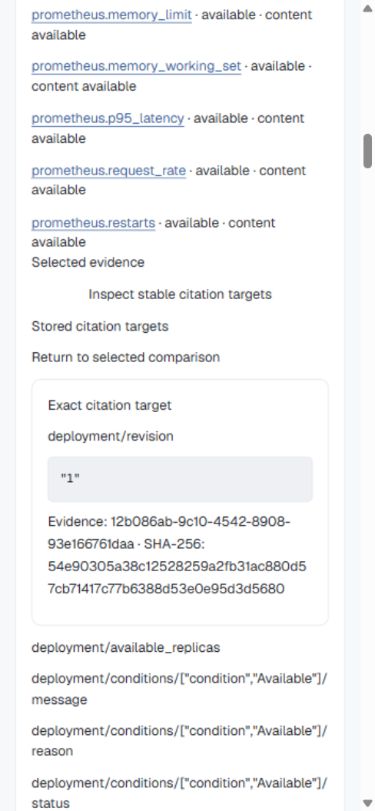 prometheus.memory_limit · available · content
available
prometheus.memory_working_set · available ·
content available
prometheus.p95_latency · available · content
available
prometheus.request_rate · available · content
available
prometheus.restarts · available · content
available
Selected evidence
Inspect stable citation targets
Stored citation targets
Return to selected comparison
Exact citation target
deployment/revision
"1"
Evidence: 12b086ab-9c10-4542-8908-
93e166761daa · SHA-256:
54e90305a38c12528259a2fb31ac880d5
7cb71417c77b6388d53e0e95d3d5680
deployment/available_replicas
deployment/conditions/["condition","Available"]/
message
deployment/conditions/["condition","Available"]/
reason
deployment/conditions/["condition","Available"]/
status